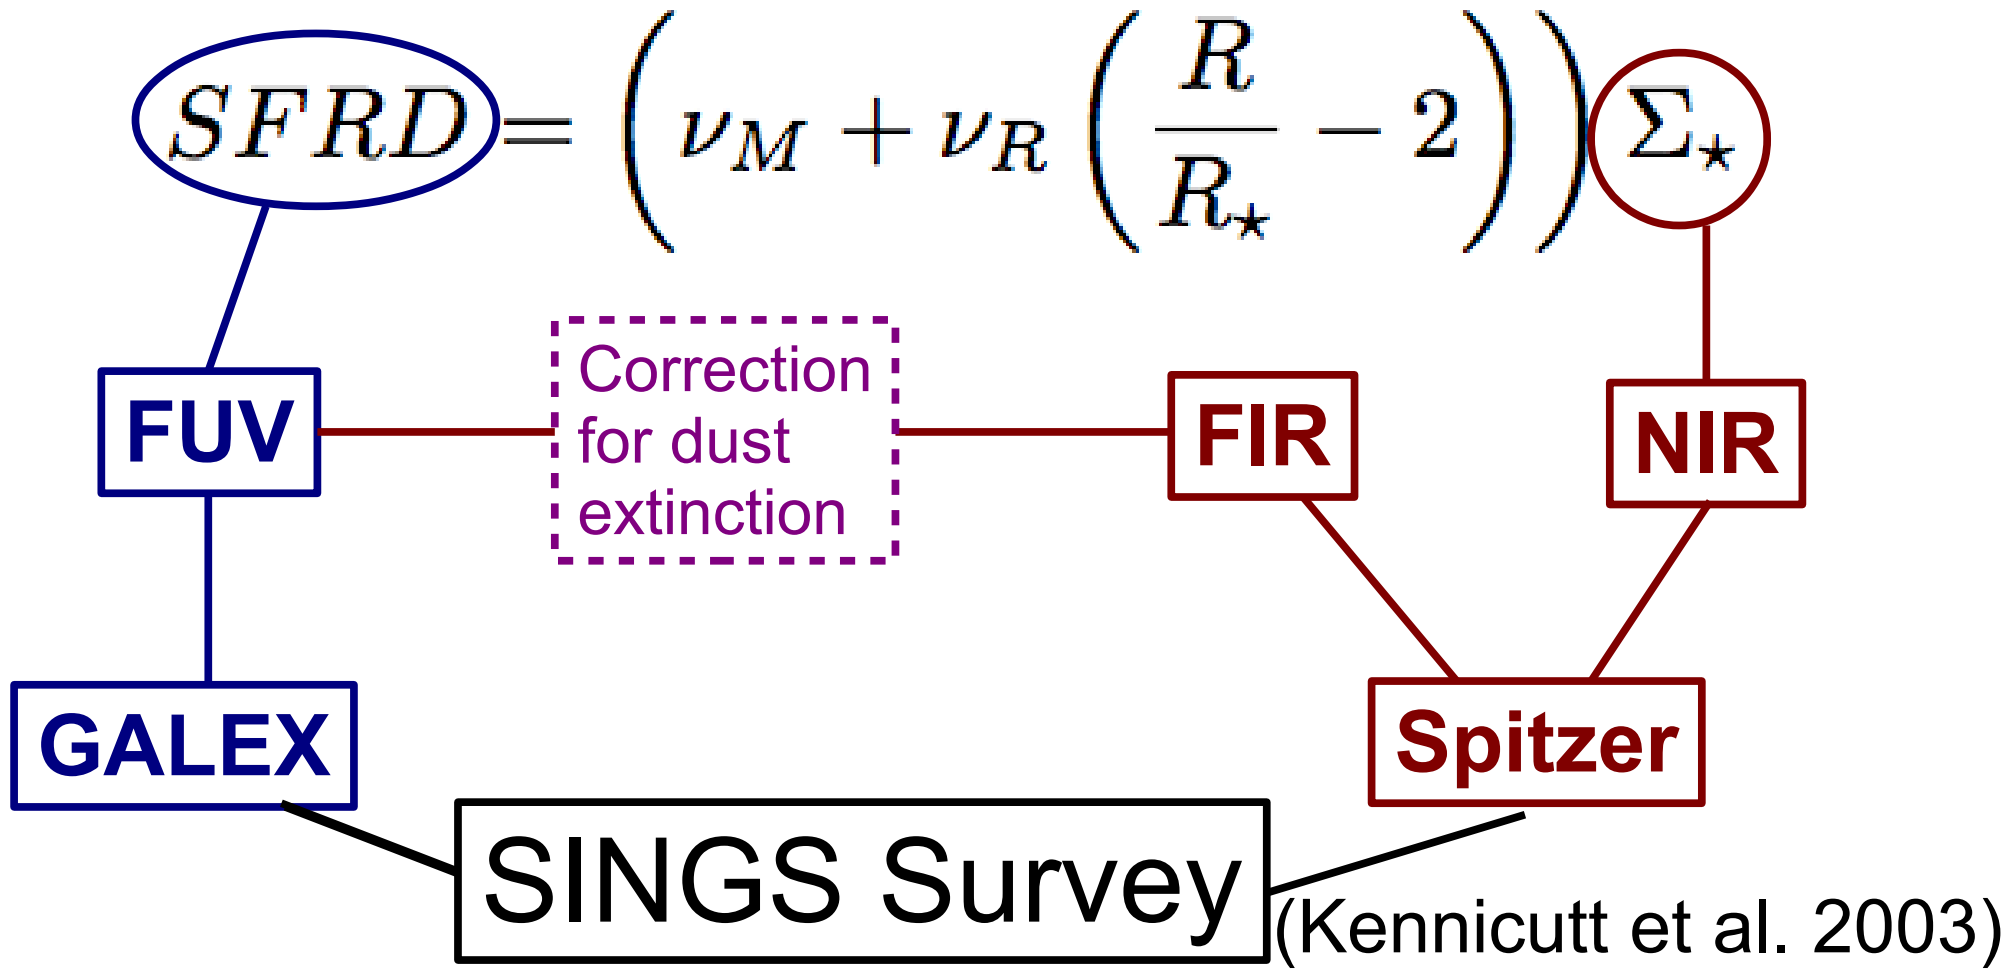 SFRD = ( ν_M + ν_R ( R / R_⋆ − 2 ) ) Σ_⋆
Correction
for dust
extinction
FUV
FIR
NIR
GALEX
Spitzer
SINGS Survey
(Kennicutt et al. 2003)